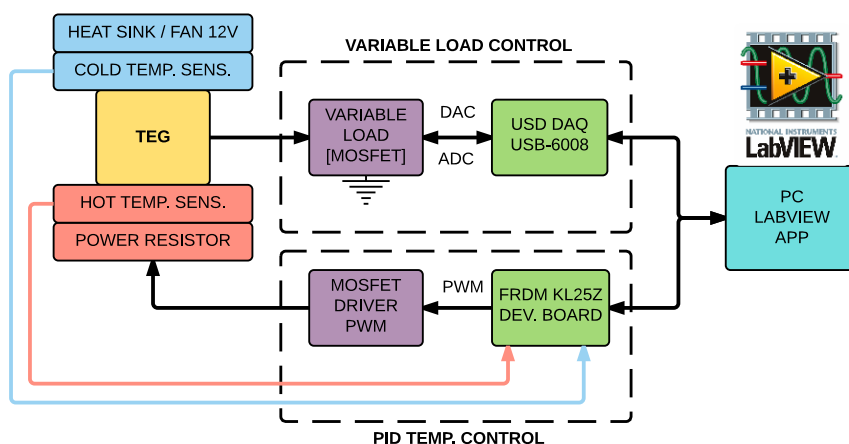 HEAT SINK / FAN 12V
COLD TEMP. SENS.
TEG
HOT TEMP. SENS.
POWER RESISTOR
VARIABLE LOAD CONTROL
VARIABLE
LOAD
[MOSFET]
DAC
ADC
USD DAQ
USB-6008
MOSFET
DRIVER
PWM
PWM
FRDM KL25Z
DEV. BOARD
PID TEMP. CONTROL
NATIONAL INSTRUMENTS
LabVIEW
PC
LABVIEW
APP